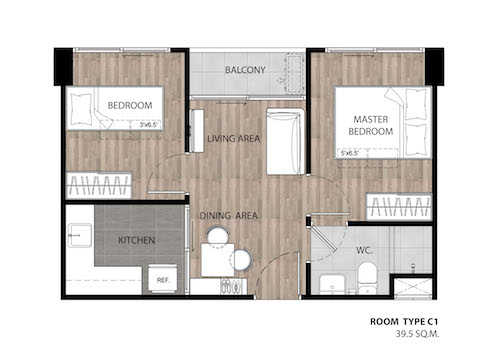 BALCONY
BEDROOM
3'x6.5'
LIVING AREA
MASTER
BEDROOM
5'x6.5'
DINING AREA
KITCHEN
WC.
REF.
ROOM TYPE C1
39.5 SQ.M.